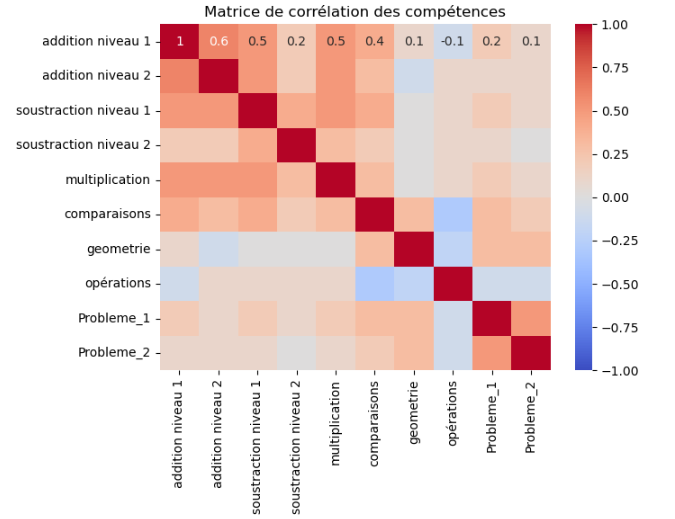 Matrice de corrélation des compétences
addition niveau 1
1 0.6 0.5 0.2 0.5 0.4 0.1 -0.1 0.2 0.1
addition niveau 2
soustraction niveau 1
soustraction niveau 2
multiplication
comparaisons
geometrie
opérations
Probleme_1
Probleme_2
addition niveau 1
addition niveau 2
soustraction niveau 1
soustraction niveau 2
multiplication
comparaisons
geometrie
opérations
Probleme_1
Probleme_2
1.00
0.75
0.50
0.25
0.00
−0.25
−0.50
−0.75
−1.00